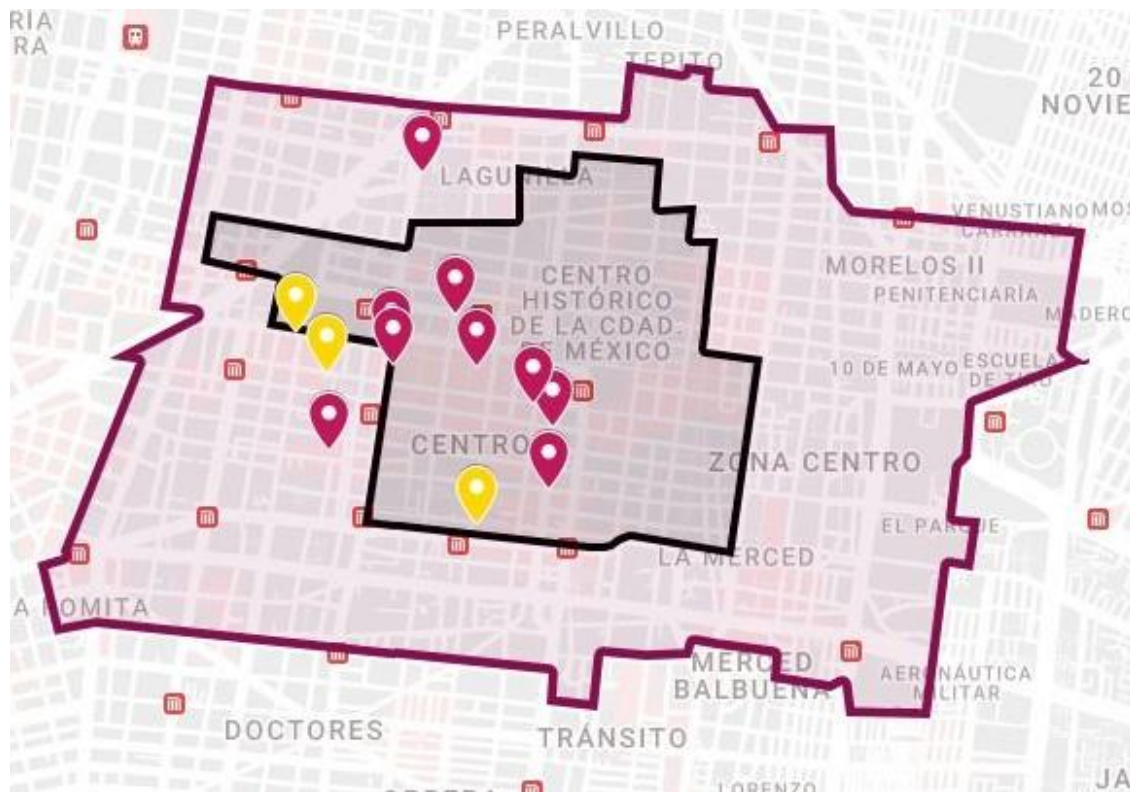 RÍA
RA
PERALVILLO
TEPITO
20
NOVIE
LAGUNILLA
VENUSTIANO
MOS
CARRANZA
CENTRO
HISTÓRICO
DE LA CDAD.
DE MÉXICO
MORELOS II
PENITENCIARÍA
MADERO
10 DE MAYO
ESCUELA
DE TIRO
CENTRO
ZONA CENTRO
EL PARQUE
LA MERCED
A ROMITA
MERCED
BALBUENA
AERONÁUTICA
MILITAR
DOCTORES
TRÁNSITO
JA
LORENZO